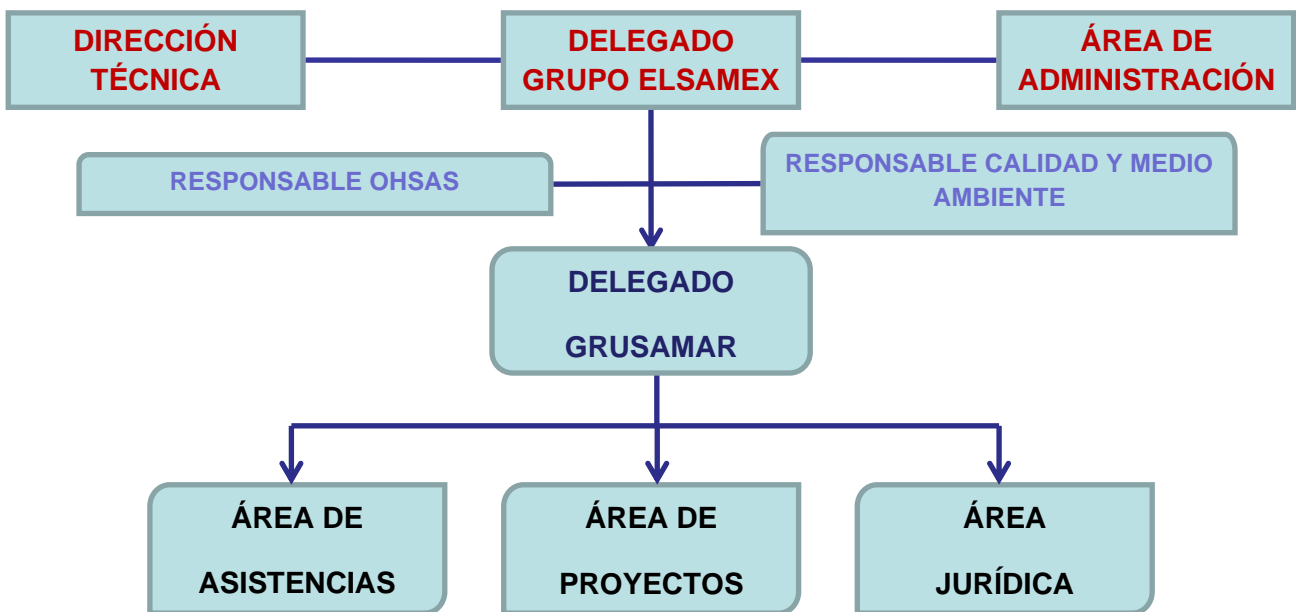 DIRECCIÓN
TÉCNICA
DELEGADO
GRUPO ELSAMEX
ÁREA DE
ADMINISTRACIÓN
RESPONSABLE OHSAS
RESPONSABLE CALIDAD Y MEDIO
AMBIENTE
DELEGADO
GRUSAMAR
ÁREA DE
ASISTENCIAS
ÁREA DE
PROYECTOS
ÁREA
JURÍDICA